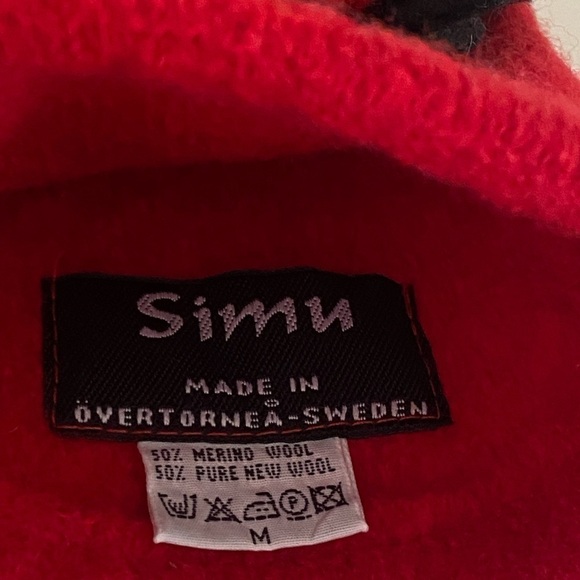 Simu
MADE IN
ÖVERTORNEÅ-SWEDEN
50% MERINO WOOL
50% PURE NEW WOOL
P
M